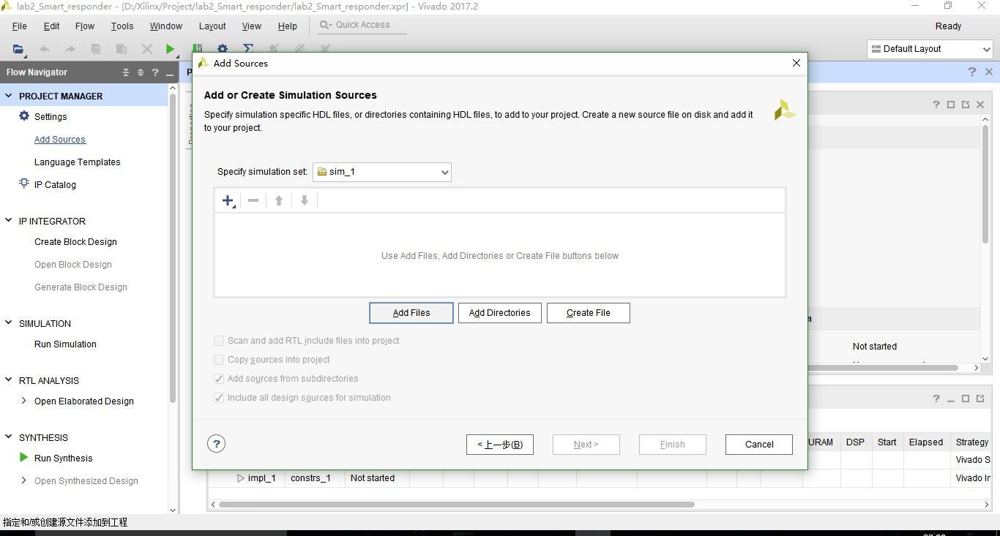 lab2_Smart_responder - [D:/Xilinx/Project/lab2_Smart_responder/lab2_Smart_responder.xpr] - Vivado 2017.2
File Edit Flow Tools Window Layout View Help Quick Access Ready
Default Layout
Flow Navigator
PROJECT MANAGER
Settings
Add Sources
Language Templates
IP Catalog
IP INTEGRATOR
Create Block Design
Open Block Design
Generate Block Design
SIMULATION
Run Simulation
RTL ANALYSIS
Open Elaborated Design
SYNTHESIS
Run Synthesis
Open Synthesized Design
Add Sources
Add or Create Simulation Sources
Specify simulation specific HDL files, or directories containing HDL files, to add to your project. Create a new source file on disk and add it
to your project.
Specify simulation set: sim_1
Use Add Files, Add Directories or Create File buttons below
Add Files Add Directories Create File
Scan and add RTL include files into project
Copy sources into project
Add sources from subdirectories
Include all design sources for simulation
? <上一步(B) Next > Finish Cancel
Not started
URAM DSP Start Elapsed Strategy
Vivado S
impl_1 constrs_1 Not started Vivado In
指定和/或创建源文件添加到工程